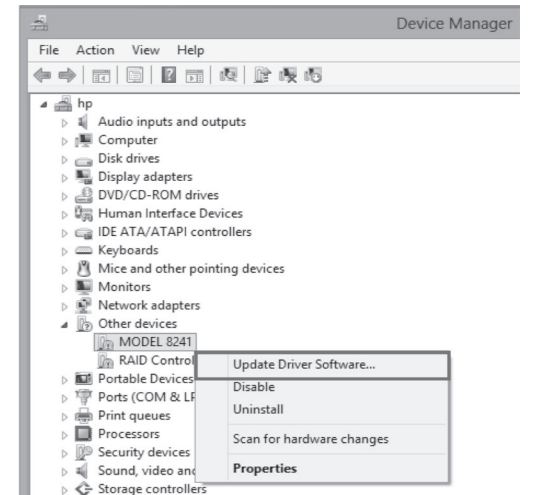 Device Manager
File Action View Help
hp
Audio inputs and outputs
Computer
Disk drives
Display adapters
DVD/CD-ROM drives
Human Interface Devices
IDE ATA/ATAPI controllers
Keyboards
Mice and other pointing devices
Monitors
Network adapters
Other devices
MODEL 8241
RAID Control
Update Driver Software...
Portable Devices
Disable
Ports (COM & LP
Uninstall
Print queues
Processors
Scan for hardware changes
Security devices
Sound, video and
Properties
Storage controllers